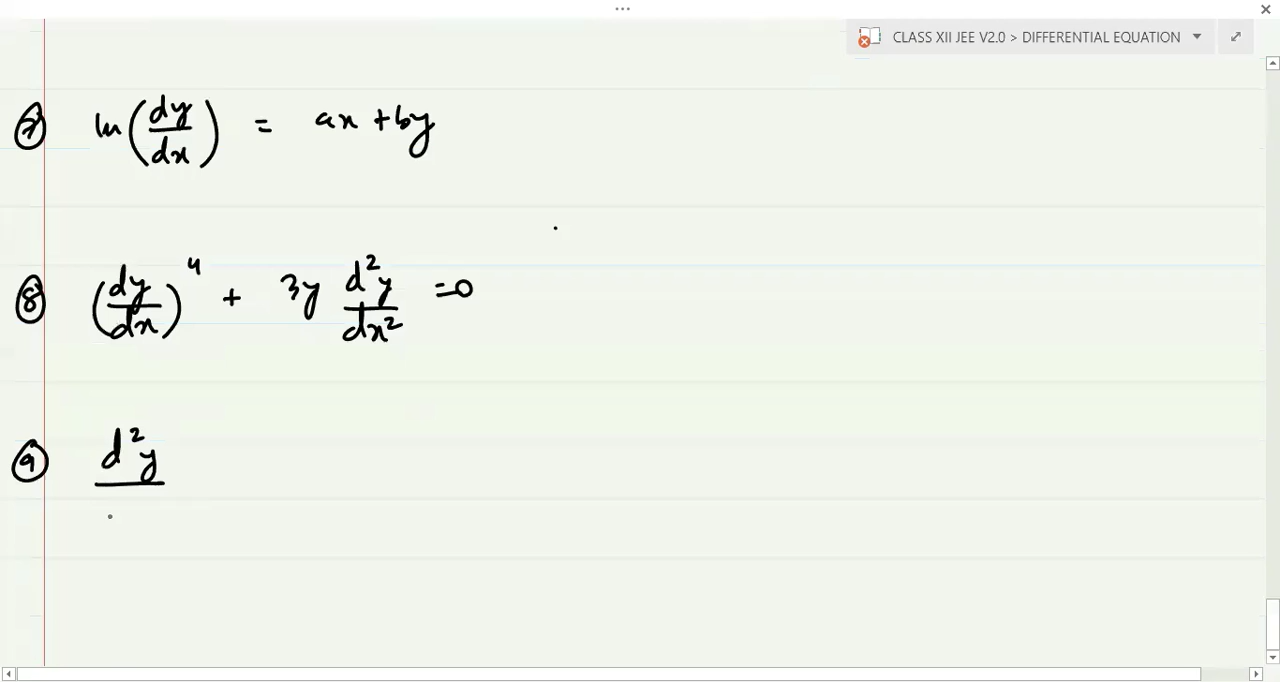 CLASS XII JEE V2.0 > DIFFERENTIAL EQUATION
⑦ ln(dy/dx) = ax + by
⑧ (dy/dx)⁴ + 3y d²y/dx² = 0
⑨ d²y